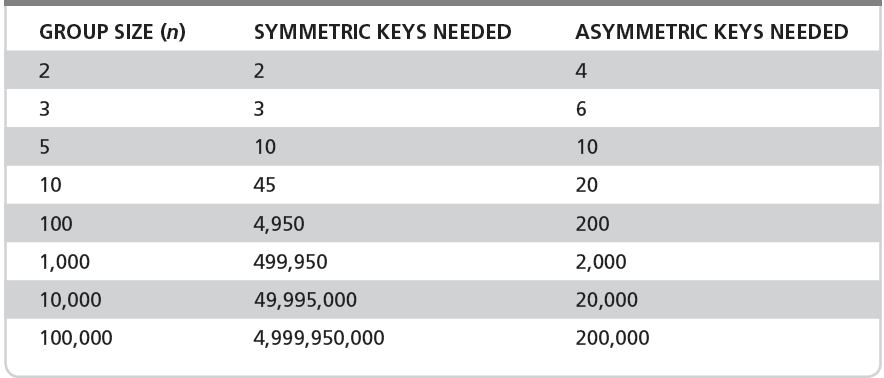 GROUP SIZE (n) SYMMETRIC KEYS NEEDED ASYMMETRIC KEYS NEEDED
2 2 4
3 3 6
5 10 10
10 45 20
100 4,950 200
1,000 499,950 2,000
10,000 49,995,000 20,000
100,000 4,999,950,000 200,000